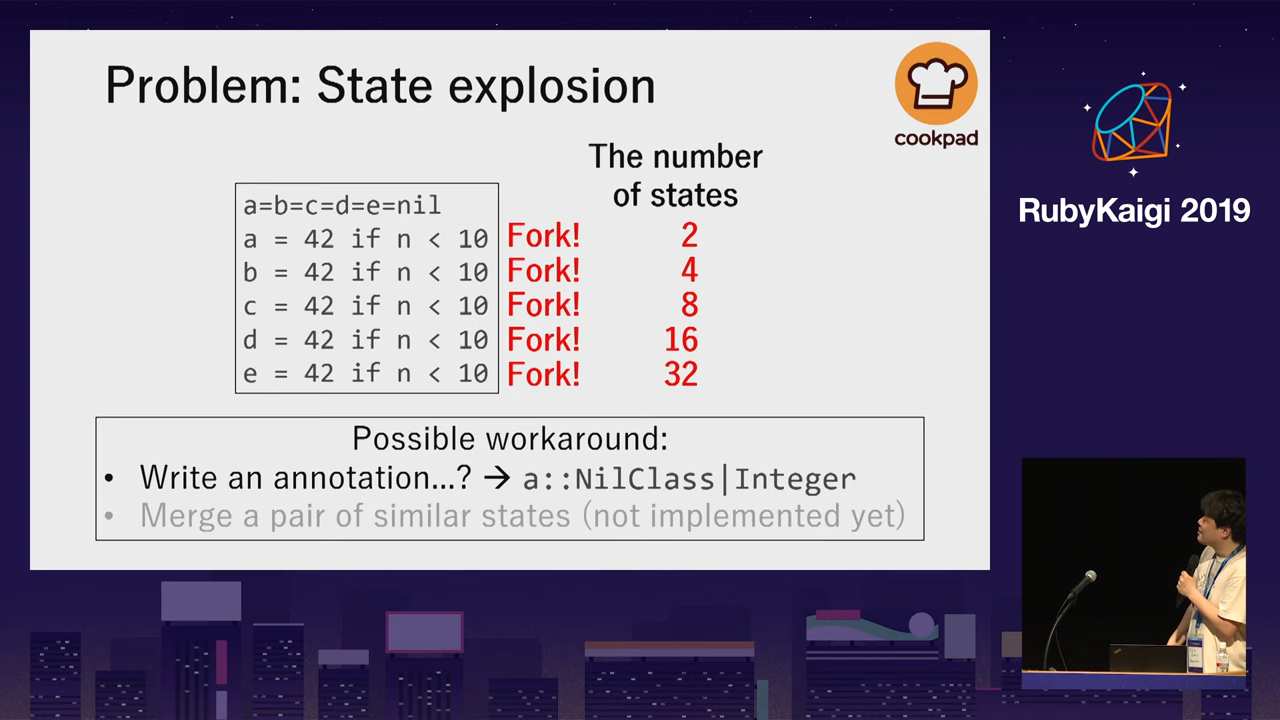 Problem: State explosion
cookpad
The number
of states
a=b=c=d=e=nil
a = 42 if n < 10 Fork! 2
b = 42 if n < 10 Fork! 4
c = 42 if n < 10 Fork! 8
d = 42 if n < 10 Fork! 16
e = 42 if n < 10 Fork! 32
Possible workaround:
• Write an annotation...? → a::NilClass|Integer
• Merge a pair of similar states (not implemented yet)
RubyKaigi 2019